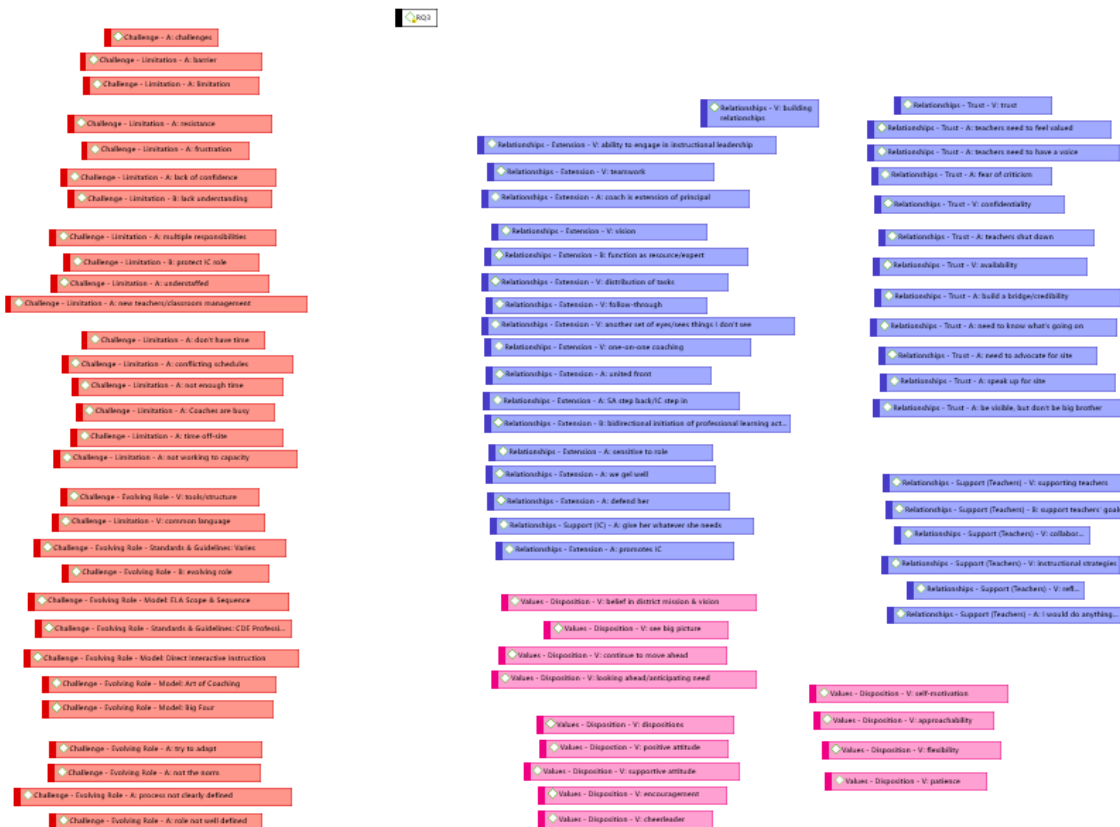 RQ3
Challenge - A: challenges
Challenge - Limitation - A: barrier
Challenge - Limitation - A: limitation
Challenge - Limitation - A: resistance
Challenge - Limitation - A: frustration
Challenge - Limitation - A: lack of confidence
Challenge - Limitation - B: lack understanding
Challenge - Limitation - A: multiple responsibilities
Challenge - Limitation - B: protect IC role
Challenge - Limitation - A: understaffed
Challenge - Limitation - A: new teachers/classroom management
Challenge - Limitation - A: don't have time
Challenge - Limitation - A: conflicting schedules
Challenge - Limitation - A: not enough time
Challenge - Limitation - A: Coaches are busy
Challenge - Limitation - A: time off-site
Challenge - Limitation - A: not working to capacity
Challenge - Evolving Role - V: tools/structure
Challenge - Limitation - V: common language
Challenge - Evolving Role - Standards & Guidelines: Varies
Challenge - Evolving Role - B: evolving role
Challenge - Evolving Role - Model: ELA Scope & Sequence
Challenge - Evolving Role - Standards & Guidelines: CDE Professi...
Challenge - Evolving Role - Model: Direct Interactive Instruction
Challenge - Evolving Role - Model: Art of Coaching
Challenge - Evolving Role - Model: Big Four
Challenge - Evolving Role - A: try to adapt
Challenge - Evolving Role - A: not the norm
Challenge - Evolving Role - A: process not clearly defined
Challenge - Evolving Role - A: role not well defined
Relationships - V: building
relationships
Relationships - Extension - V: ability to engage in instructional leadership
Relationships - Extension - V: teamwork
Relationships - Extension - A: coach is extension of principal
Relationships - Extension - V: vision
Relationships - Extension - B: function as resource/expert
Relationships - Extension - V: distribution of tasks
Relationships - Extension - V: follow-through
Relationships - Extension - V: another set of eyes/sees things I don't see
Relationships - Extension - V: one-on-one coaching
Relationships - Extension - A: united front
Relationships - Extension - A: SA step back/IC step in
Relationships - Extension - B: bidirectional initiation of professional learning act...
Relationships - Extension - A: sensitive to role
Relationships - Extension - A: we gel well
Relationships - Extension - A: defend her
Relationships - Support (IC) - A: give her whatever she needs
Relationships - Extension - A: promotes IC
Values - Disposition - V: belief in district mission & vision
Values - Disposition - V: see big picture
Values - Disposition - V: continue to move ahead
Values - Disposition - V: looking ahead/anticipating need
Values - Disposition - V: dispositions
Values - Disposition - V: positive attitude
Values - Disposition - V: supportive attitude
Values - Disposition - V: encouragement
Values - Disposition - V: cheerleader
Relationships - Trust - V: trust
Relationships - Trust - A: teachers need to feel valued
Relationships - Trust - A: teachers need to have a voice
Relationships - Trust - A: fear of criticism
Relationships - Trust - V: confidentiality
Relationships - Trust - A: teachers shut down
Relationships - Trust - V: availability
Relationships - Trust - A: build a bridge/credibility
Relationships - Trust - A: need to know what's going on
Relationships - Trust - A: need to advocate for site
Relationships - Trust - A: speak up for site
Relationships - Trust - A: be visible, but don't be big brother
Relationships - Support (Teachers) - V: supporting teachers
Relationships - Support (Teachers) - B: support teachers' goals
Relationships - Support (Teachers) - V: collabor...
Relationships - Support (Teachers) - V: instructional strategies
Relationships - Support (Teachers) - V: refl...
Relationships - Support (Teachers) - A: I would do anything...
Values - Disposition - V: self-motivation
Values - Disposition - V: approachability
Values - Disposition - V: flexibility
Values - Disposition - V: patience